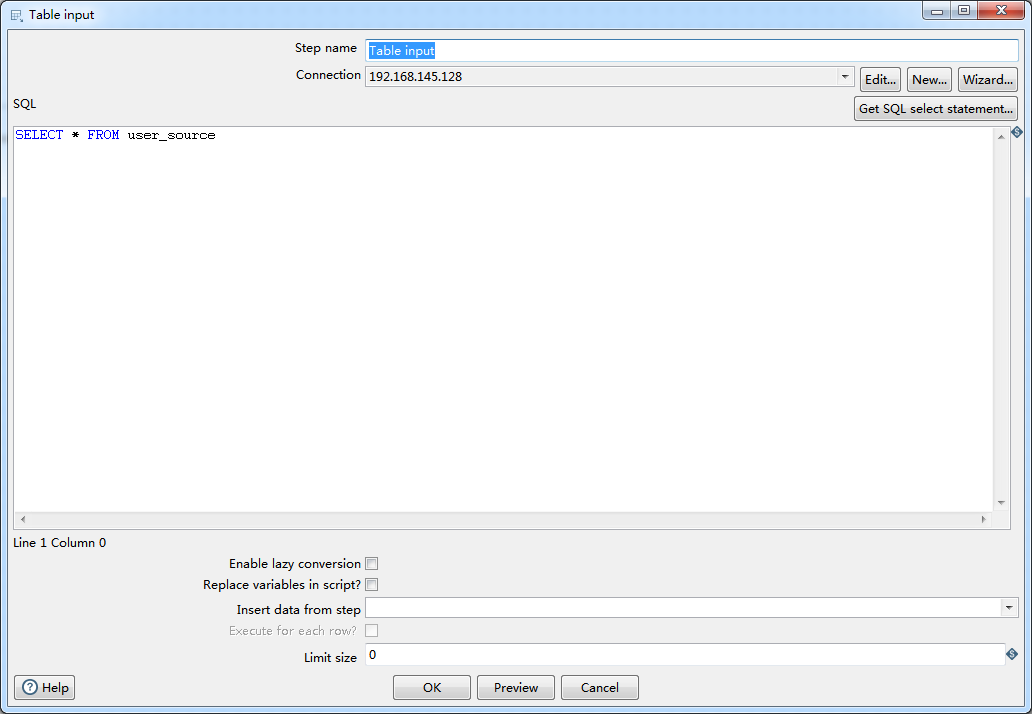 Table input
Step name Table input
Connection 192.168.145.128 Edit... New... Wizard...
SQL Get SQL select statement...
SELECT * FROM user_source
Line 1 Column 0
Enable lazy conversion
Replace variables in script?
Insert data from step
Execute for each row?
Limit size 0
Help OK Preview Cancel